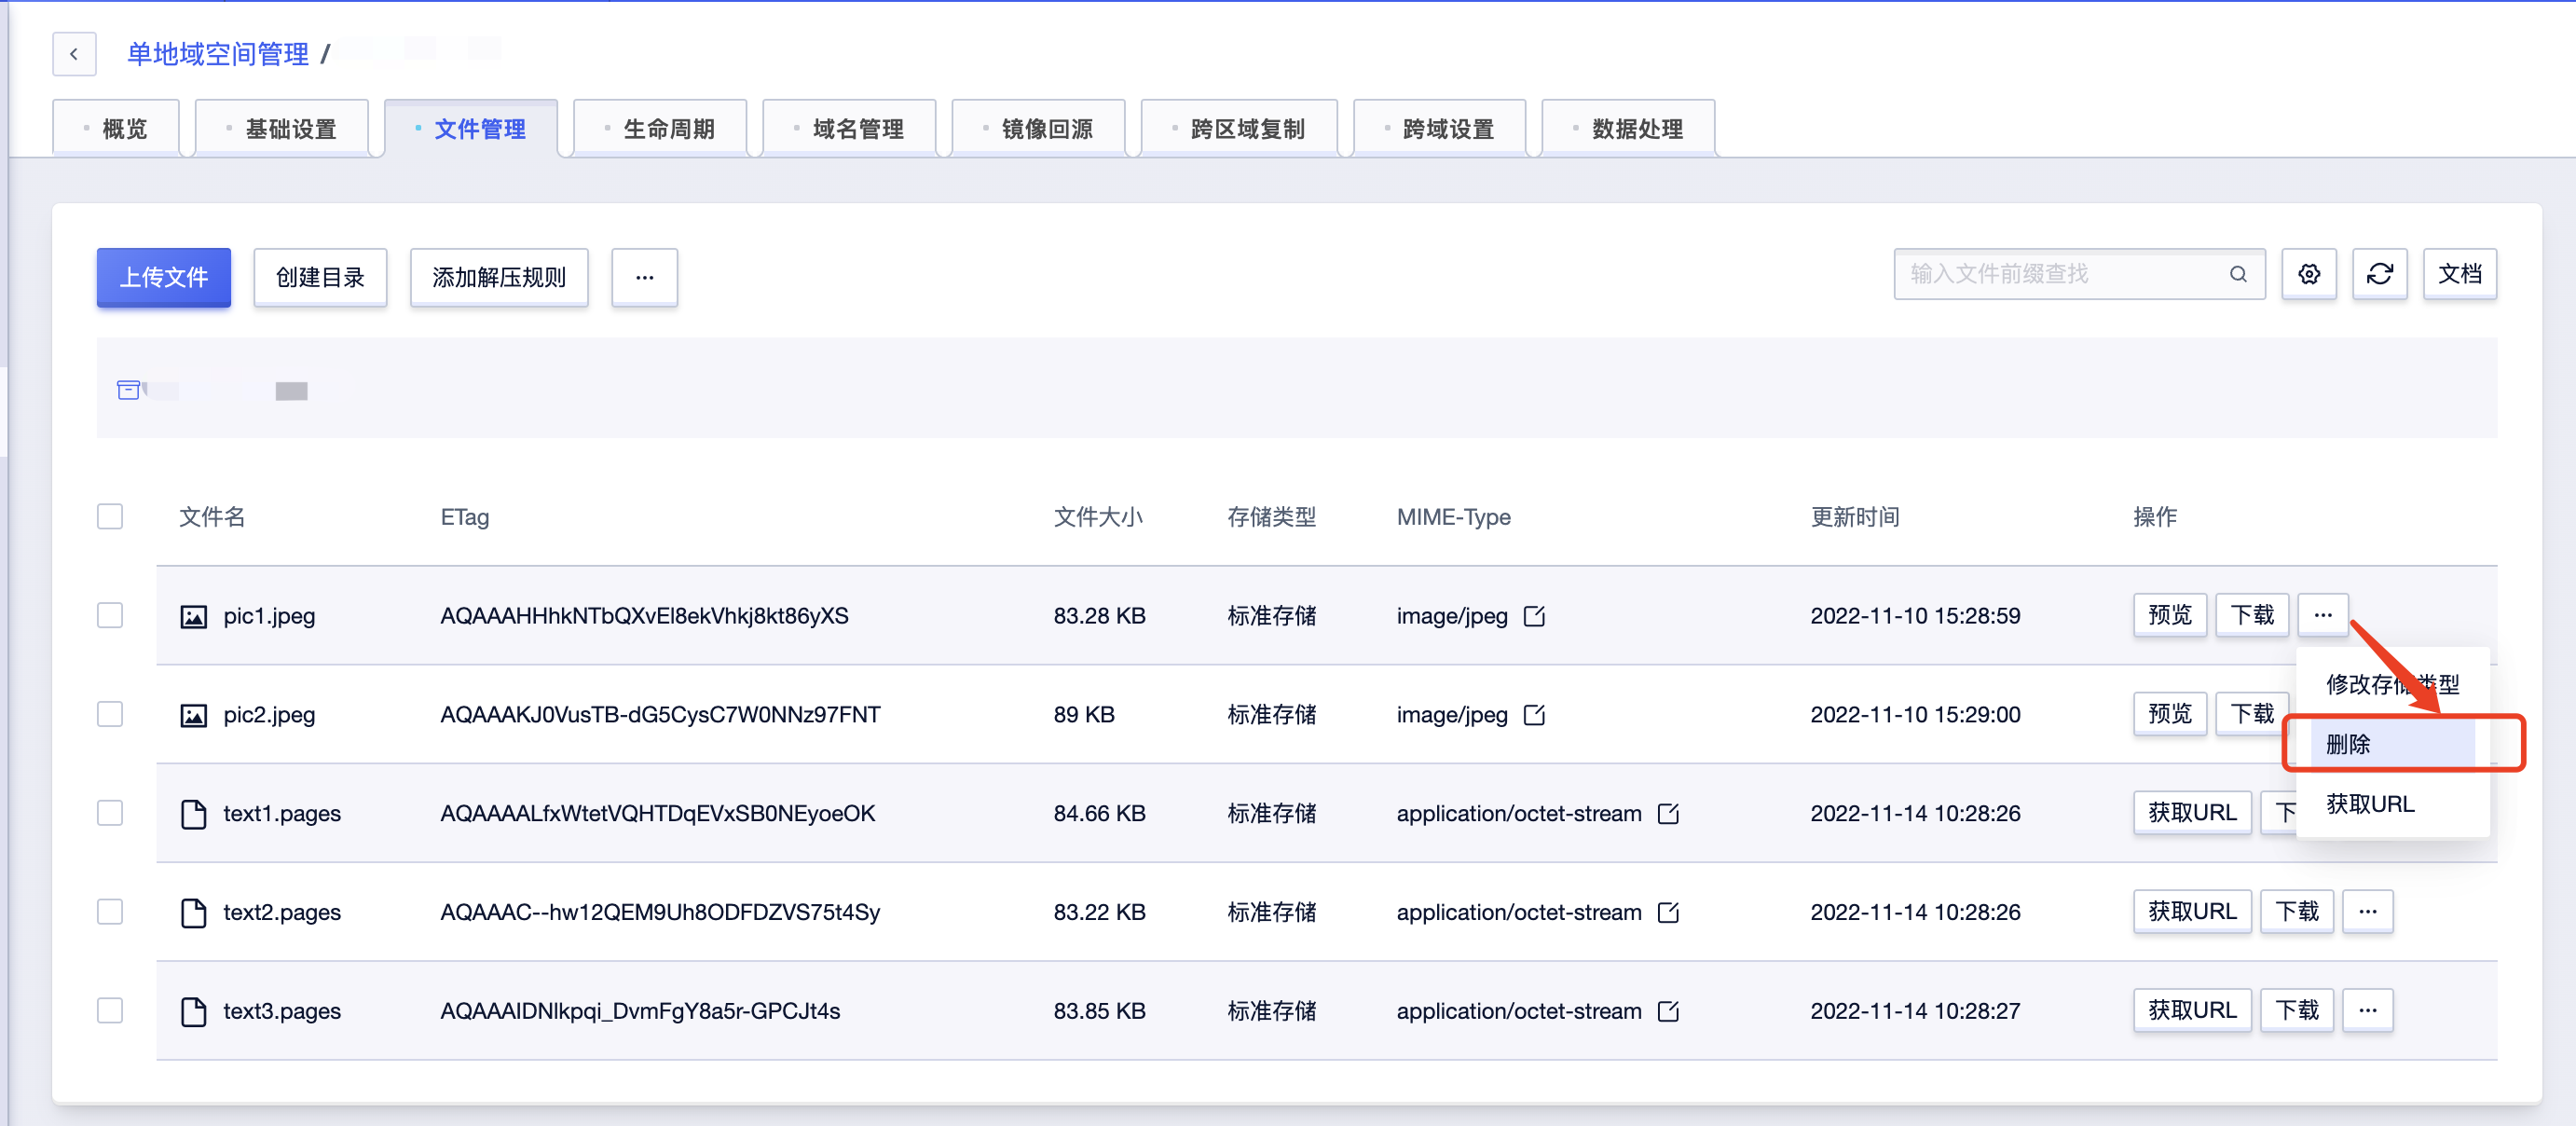 单地域空间管理 /
概览 基础设置 文件管理 生命周期 域名管理 镜像回源 跨区域复制 跨域设置 数据处理
上传文件 创建目录 添加解压规则 ··· 输入文件前缀查找 文档
文件名 ETag 文件大小 存储类型 MIME-Type 更新时间 操作
pic1.jpeg AQAAAHHhkNTbQXvEl8ekVhkj8kt86yXS 83.28 KB 标准存储 image/jpeg 2022-11-10 15:28:59 预览 下载 ···
修改存储类型
pic2.jpeg AQAAAKJ0VusTB-dG5CysC7W0NNz97FNT 89 KB 标准存储 image/jpeg 2022-11-10 15:29:00 预览 下载
删除
获取URL
text1.pages AQAAAALfxWtetVQHTDqEVxSB0NEyoeOK 84.66 KB 标准存储 application/octet-stream 2022-11-14 10:28:26 获取URL 下
text2.pages AQAAAC--hw12QEM9Uh8ODFDZVS75t4Sy 83.22 KB 标准存储 application/octet-stream 2022-11-14 10:28:26 获取URL 下载 ···
text3.pages AQAAAIDNlkpqi_DvmFgY8a5r-GPCJt4s 83.85 KB 标准存储 application/octet-stream 2022-11-14 10:28:27 获取URL 下载 ···